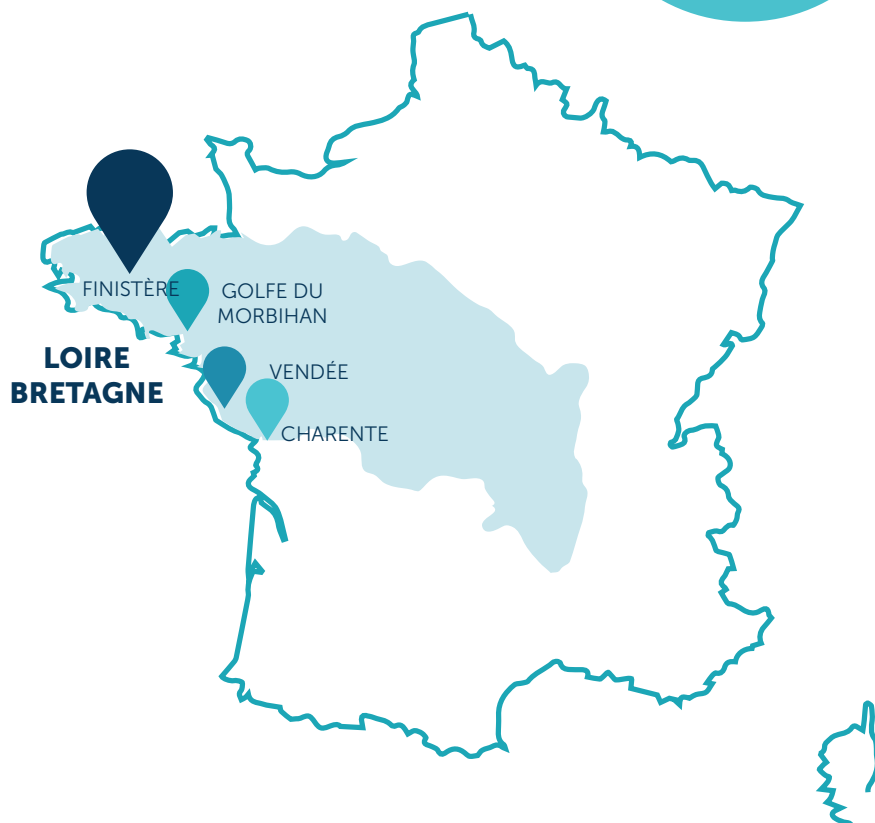 FINISTÈRE
GOLFE DU
MORBIHAN
LOIRE
BRETAGNE
VENDÉE
CHARENTE